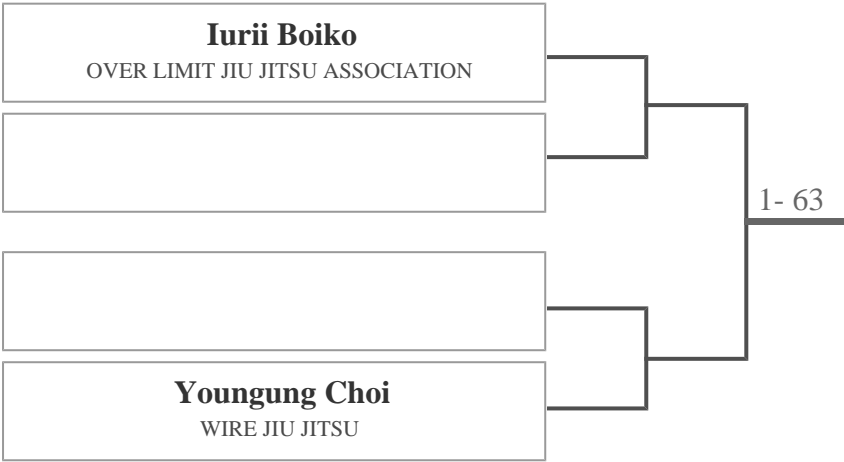 Iurii Boiko
OVER LIMIT JIU JITSU ASSOCIATION
1- 63
Youngung Choi
WIRE JIU JITSU